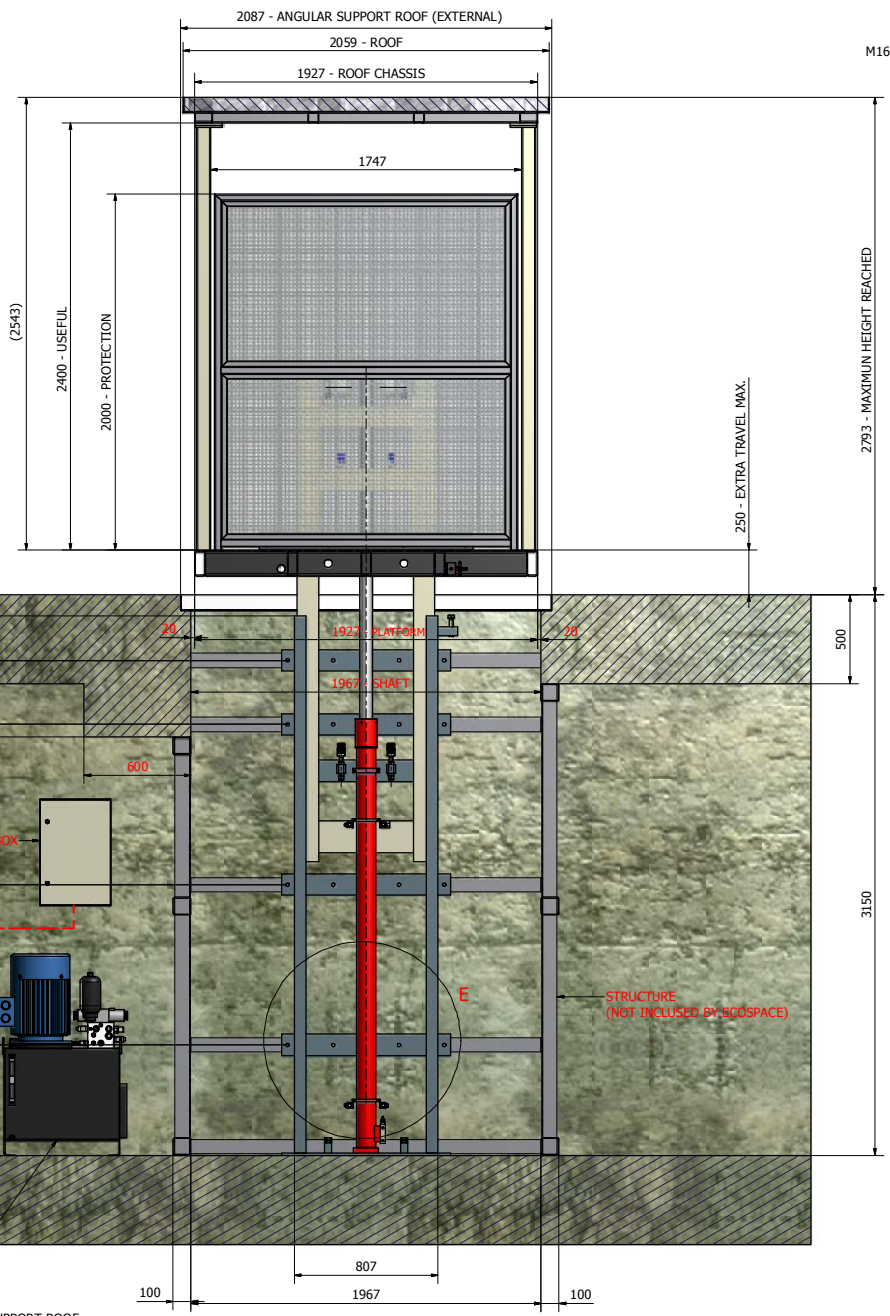 2087 - ANGULAR SUPPORT ROOF (EXTERNAL)
2059 - ROOF
M16
1927 - ROOF CHASSIS
1747
(2543)
2400 - USEFUL
2000 - PROTECTION
250 - EXTRA TRAVEL MAX.
2793 - MAXIMUN HEIGHT REACHED
20
1927 - PLATFORM
20
500
1967 - SHAFT
600
BOX
3150
E
STRUCTURE
(NOT INCLUSED BY ECOSPACE)
807
100
1967
100